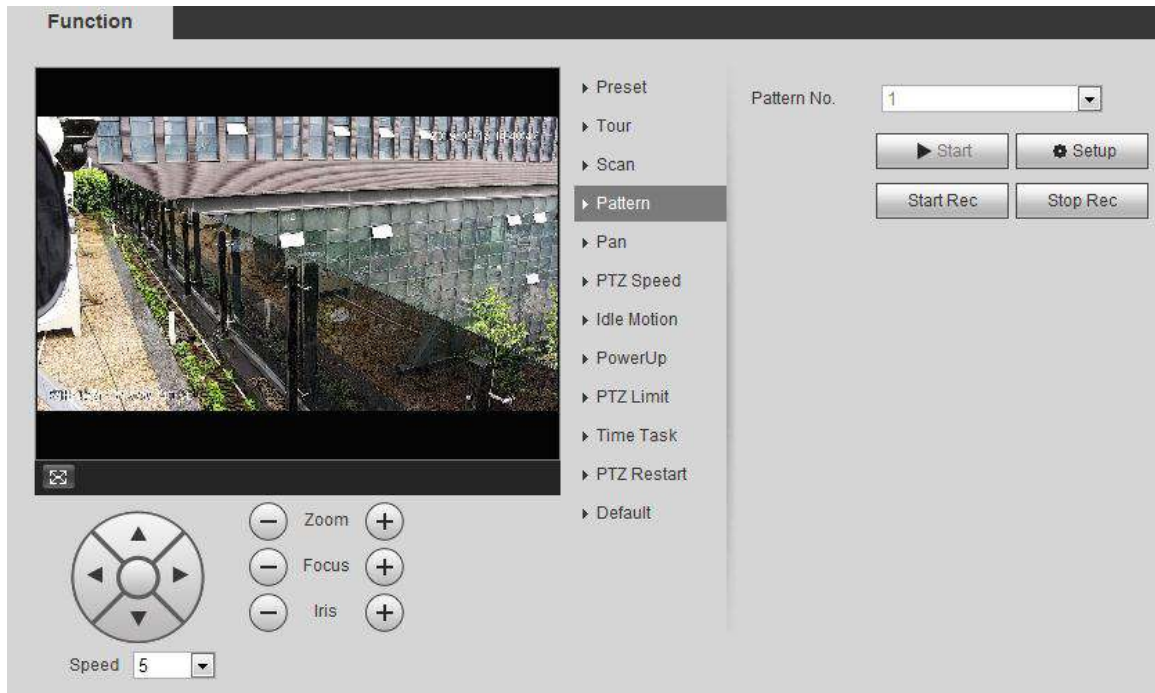 Function
Preset
Tour
Scan
Pattern
Pan
PTZ Speed
Idle Motion
PowerUp
PTZ Limit
Time Task
PTZ Restart
Default
Pattern No. 1
Start Setup
Start Rec Stop Rec
Zoom
Focus
Iris
Speed 5